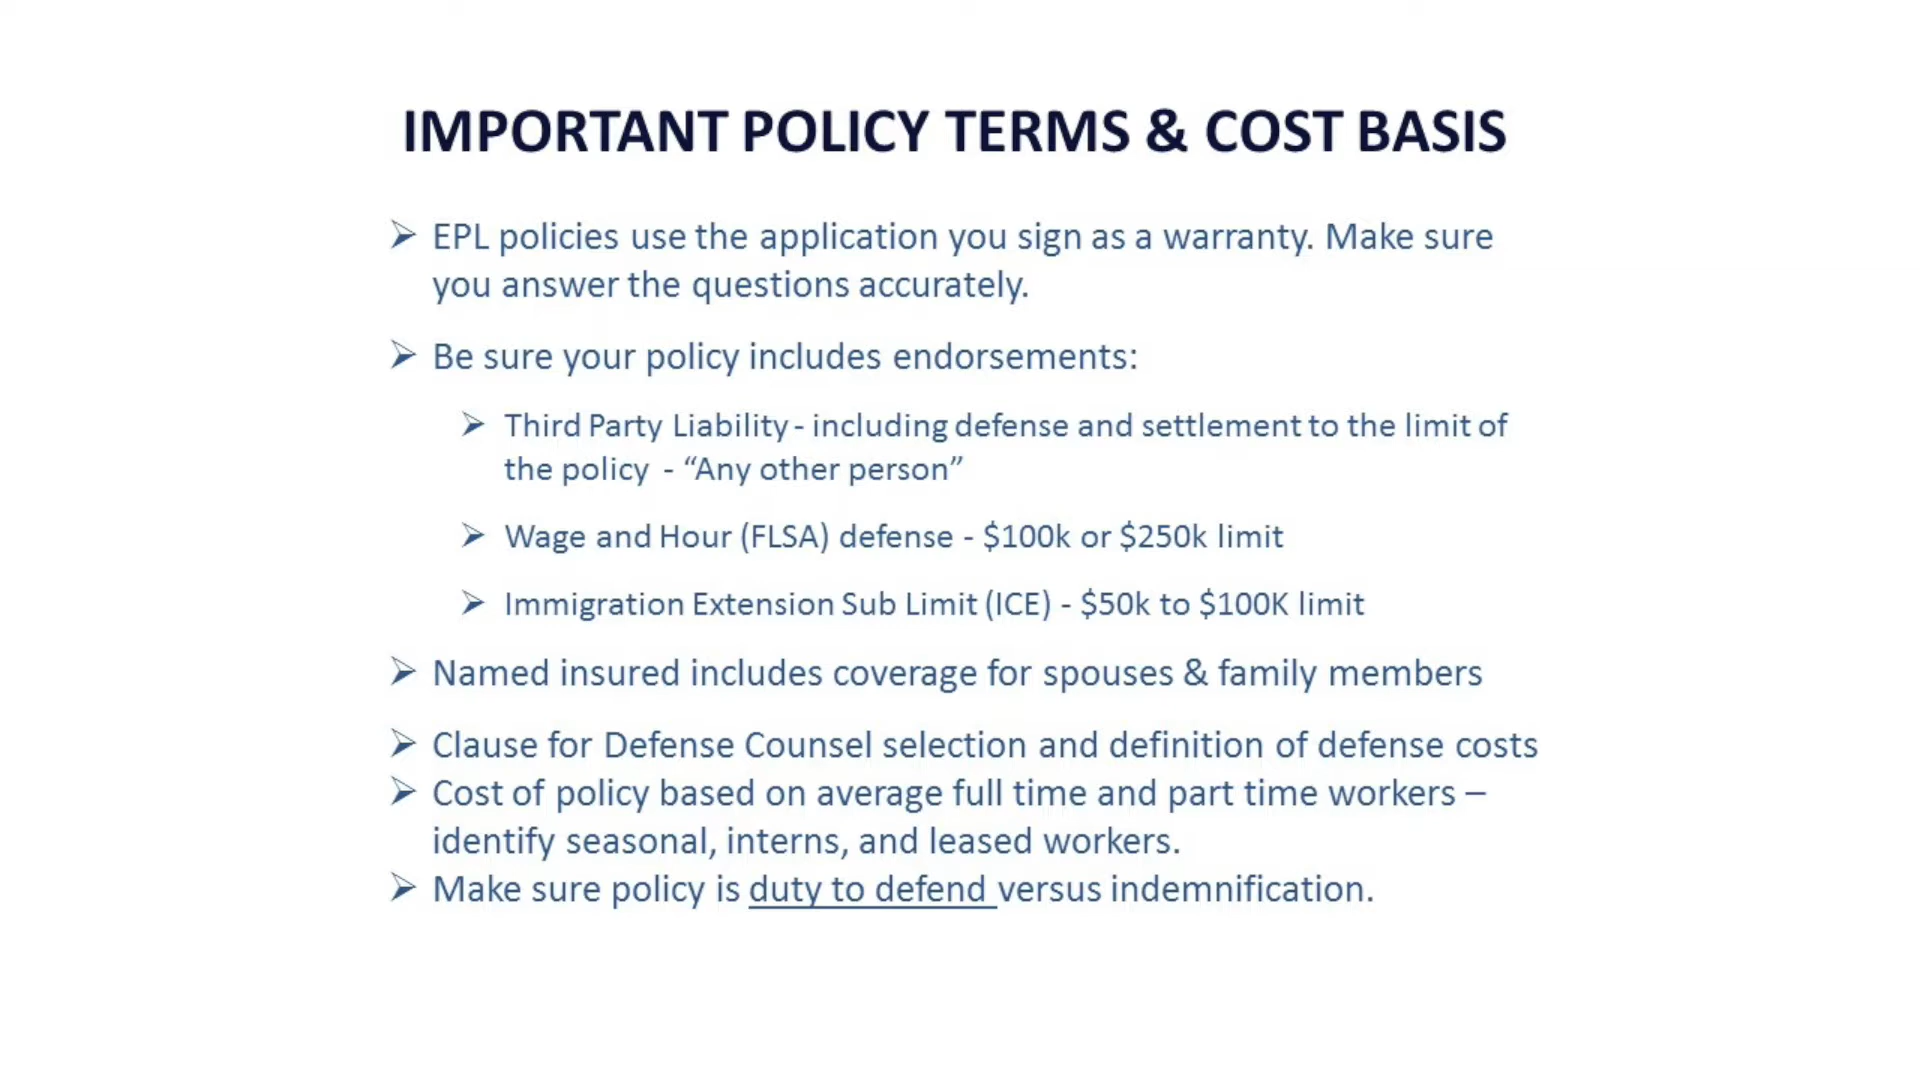 IMPORTANT POLICY TERMS & COST BASIS
➢ EPL policies use the application you sign as a warranty. Make sure
you answer the questions accurately.
➢ Be sure your policy includes endorsements:
➢ Third Party Liability - including defense and settlement to the limit of
the policy - “Any other person”
➢ Wage and Hour (FLSA) defense - $100k or $250k limit
➢ Immigration Extension Sub Limit (ICE) - $50k to $100K limit
➢ Named insured includes coverage for spouses & family members
➢ Clause for Defense Counsel selection and definition of defense costs
➢ Cost of policy based on average full time and part time workers –
identify seasonal, interns, and leased workers.
➢ Make sure policy is duty to defend versus indemnification.